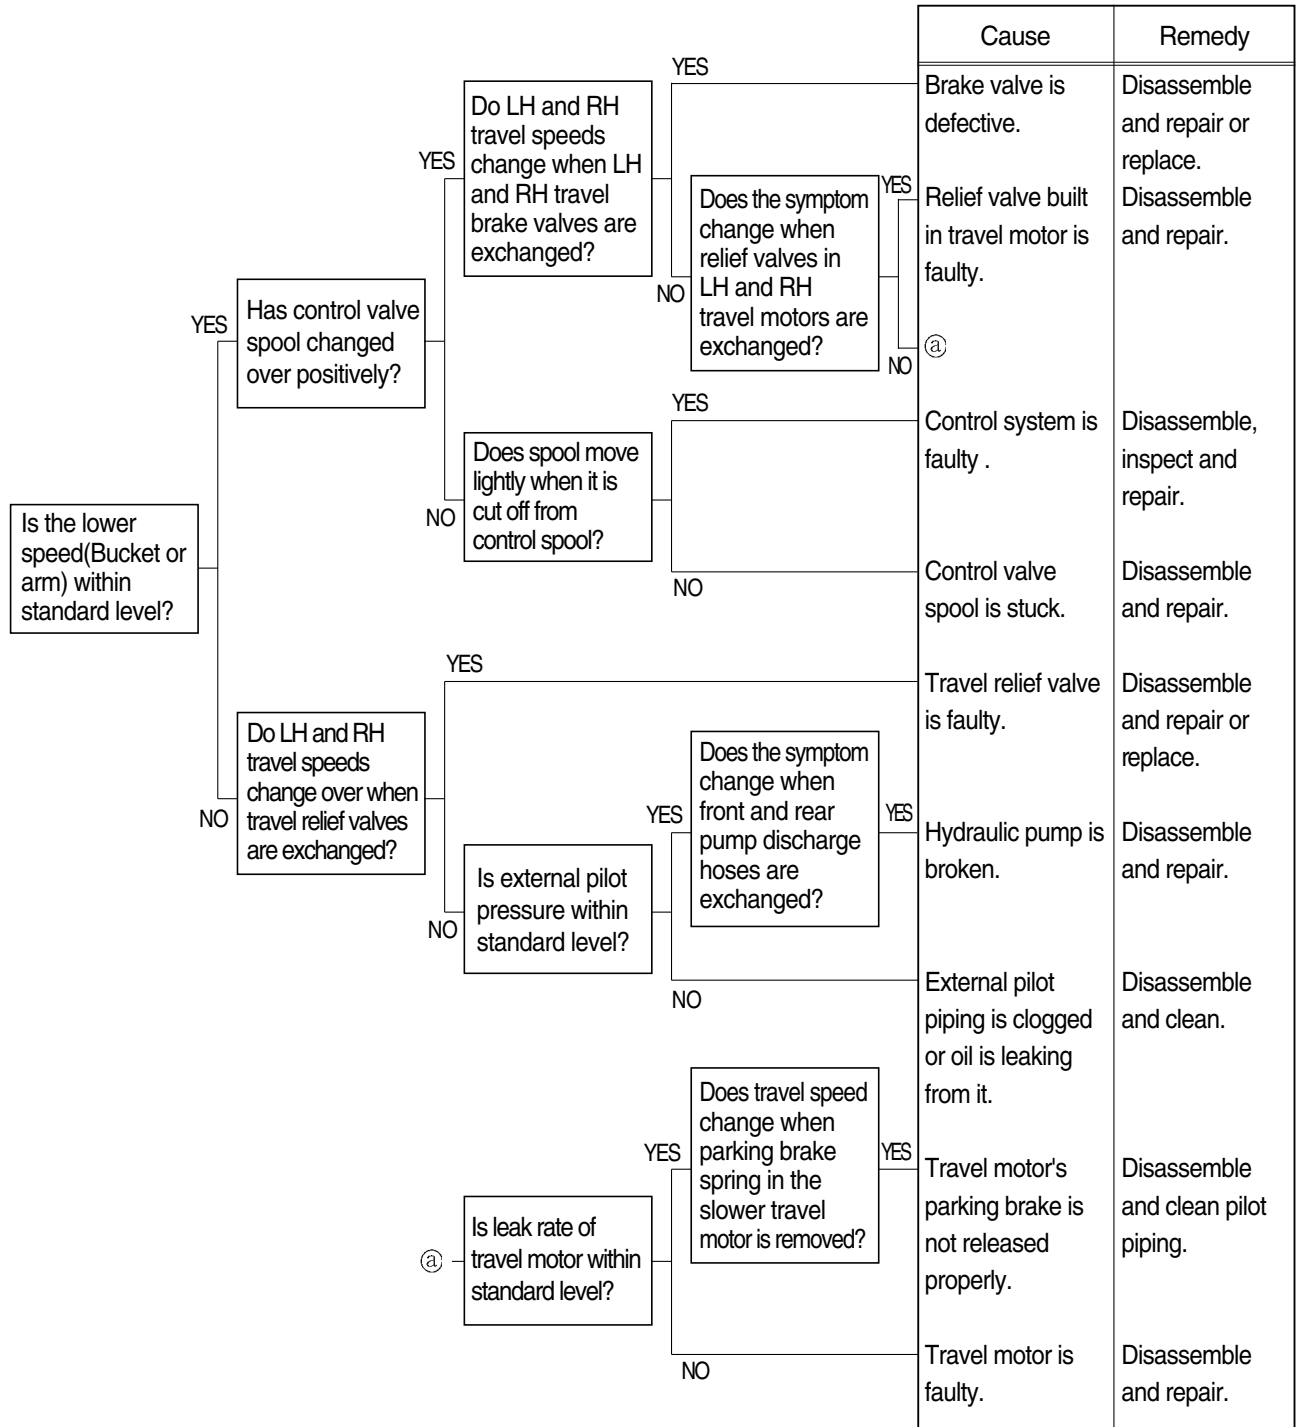 Cause
Remedy
YES
Brake valve is
defective.
Disassemble
and repair or
replace.
Do LH and RH
travel speeds
change when LH
and RH travel
brake valves are
exchanged?
YES
Does the symptom
change when
relief valves in
LH and RH
travel motors are
exchanged?
YES
NO
NO
Relief valve built
in travel motor is
faulty.
Disassemble
and repair.
ⓐ
Has control valve
spool changed
over positively?
YES
YES
Control system is
faulty .
Disassemble,
inspect and
repair.
Does spool move
lightly when it is
cut off from
control spool?
NO
NO
Control valve
spool is stuck.
Disassemble
and repair.
Is the lower
speed(Bucket or
arm) within
standard level?
YES
Travel relief valve
is faulty.
Disassemble
and repair or
replace.
Do LH and RH
travel speeds
change over when
travel relief valves
are exchanged?
NO
Does the symptom
change when
front and rear
pump discharge
hoses are
exchanged?
YES
YES
Hydraulic pump is
broken.
Disassemble
and repair.
Is external pilot
pressure within
standard level?
NO
NO
External pilot
piping is clogged
or oil is leaking
from it.
Disassemble
and clean.
Does travel speed
change when
parking brake
spring in the
slower travel
motor is removed?
YES
YES
Travel motor's
parking brake is
not released
properly.
Disassemble
and clean pilot
piping.
ⓐ
Is leak rate of
travel motor within
standard level?
NO
Travel motor is
faulty.
Disassemble
and repair.